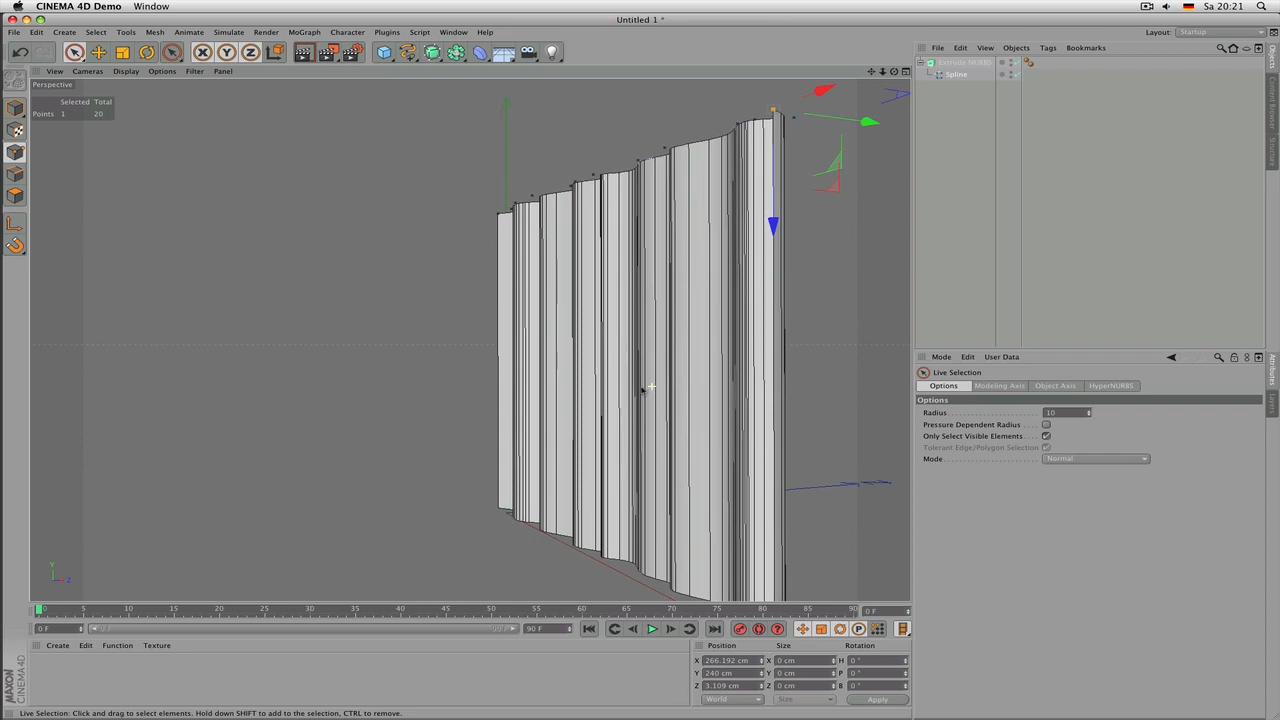 CINEMA 4D Demo Window Sa 20:21
Untitled 1 *
File Edit Create Select Tools Mesh Animate Simulate Render MoGraph Character Plugins Script Window Help Layout: Startup
File Edit View Objects Tags Bookmarks
View Cameras Display Options Filter Panel
Perspective
Extrude NURBS
Spline
Selected Total
Points 1 20
Objects
Content Browser
Structure
Mode Edit User Data
Live Selection
Options Modeling Axis Object Axis HyperNURBS
Options
Radius 10
Pressure Dependent Radius
Only Select Visible Elements
Tolerant Edge/Polygon Selection
Mode Normal
Attributes
Layers
Y
Z
0 5 10 15 20 25 30 35 40 45 50 55 60 65 70 75 80 85 90 0 F
0 F 90 F 90 F
Create Edit Function Texture
Position Size Rotation
X 266.192 cm X 0 cm H 0 °
Y 240 cm Y 0 cm P 0 °
Z 3.109 cm Z 0 cm B 0 °
World Size Apply
MAXON
CINEMA 4D
Live Selection: Click and drag to select elements. Hold down SHIFT to add to the selection, CTRL to remove.